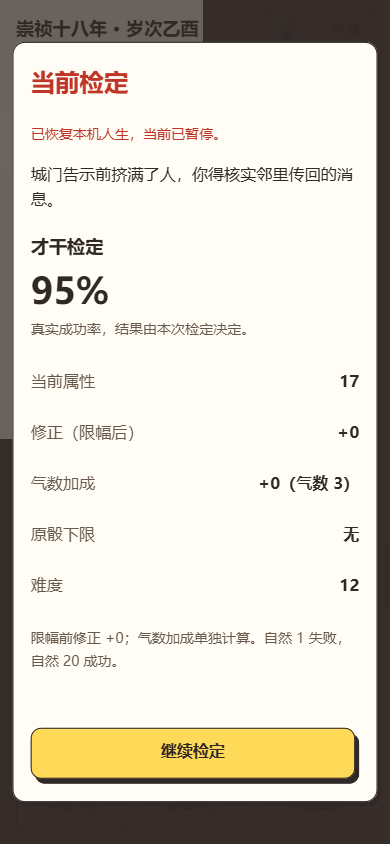 崇祯十八年·岁次乙酉
当前检定
已恢复本机人生，当前已暂停。
城门告示前挤满了人，你得核实邻里传回的消
息。
才干检定
95%
真实成功率，结果由本次检定决定。
当前属性 17
修正（限幅后） +0
气数加成 +0（气数 3）
原骰下限 无
难度 12
限幅前修正 +0；气数加成单独计算。自然 1 失败，
自然 20 成功。
继续检定